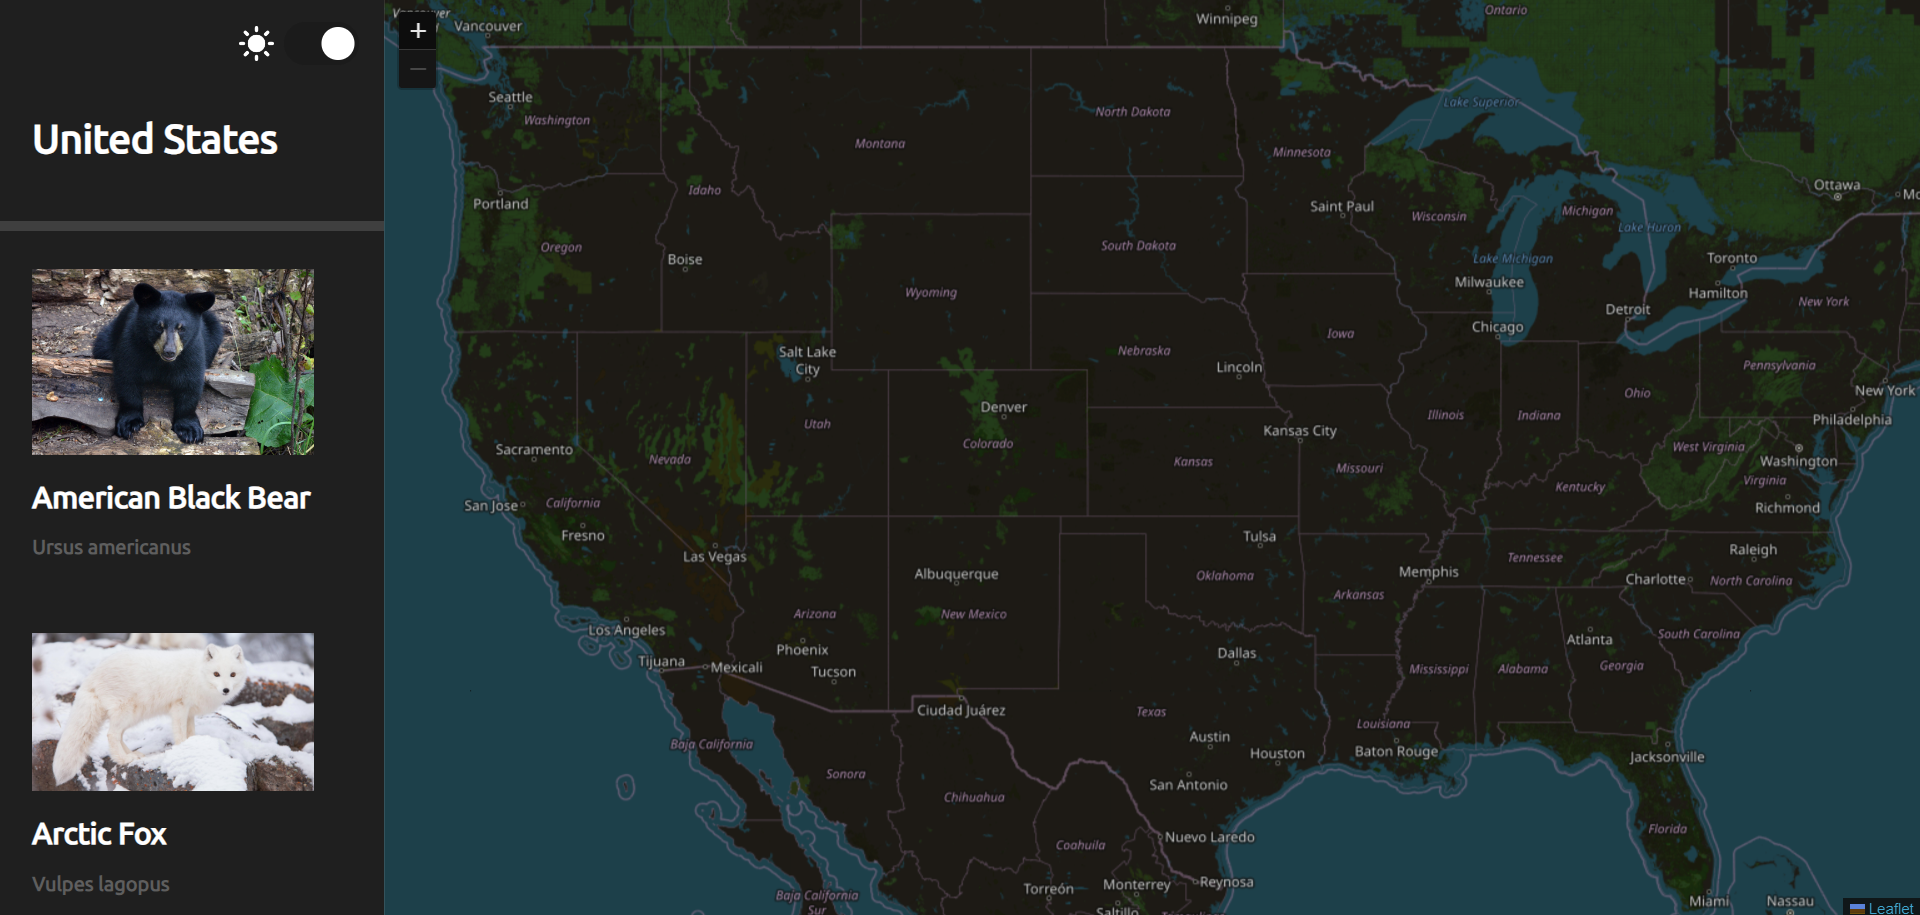 United States
American Black Bear
Ursus americanus
Arctic Fox
Vulpes lagopus
+
−
Vancouver
Winnipeg
Ontario
Seattle
Washington
North Dakota
Lake Superior
Montana
Minnesota
Idaho
Ottawa
Portland
Saint Paul
Wisconsin
Michigan
Lake Huron
Oregon
South Dakota
Boise
Lake Michigan
Toronto
Milwaukee
Hamilton
Wyoming
New York
Detroit
Chicago
Iowa
Salt Lake
City
Nebraska
Lincoln
Pennsylvania
New York
Ohio
Denver
Utah
Illinois
Indiana
Philadelphia
Kansas City
Colorado
Sacramento
Nevada
Kansas
Missouri
West Virginia
Washington
Kentucky
Virginia
San Jose
California
Richmond
Fresno
Las Vegas
Tulsa
Tennessee
Raleigh
Albuquerque
Oklahoma
Memphis
Charlotte
North Carolina
Arkansas
Arizona
New Mexico
Los Angeles
Phoenix
Atlanta
South Carolina
Tijuana
Mexicali
Tucson
Dallas
Mississippi
Alabama
Georgia
Ciudad Juárez
Texas
Louisiana
Baja California
Austin
Houston
Baton Rouge
Jacksonville
Sonora
San Antonio
Chihuahua
Florida
Nuevo Laredo
Coahuila
Torreón
Monterrey
Reynosa
Baja California
Sur
Saltillo
Miami
Nassau
Leaflet